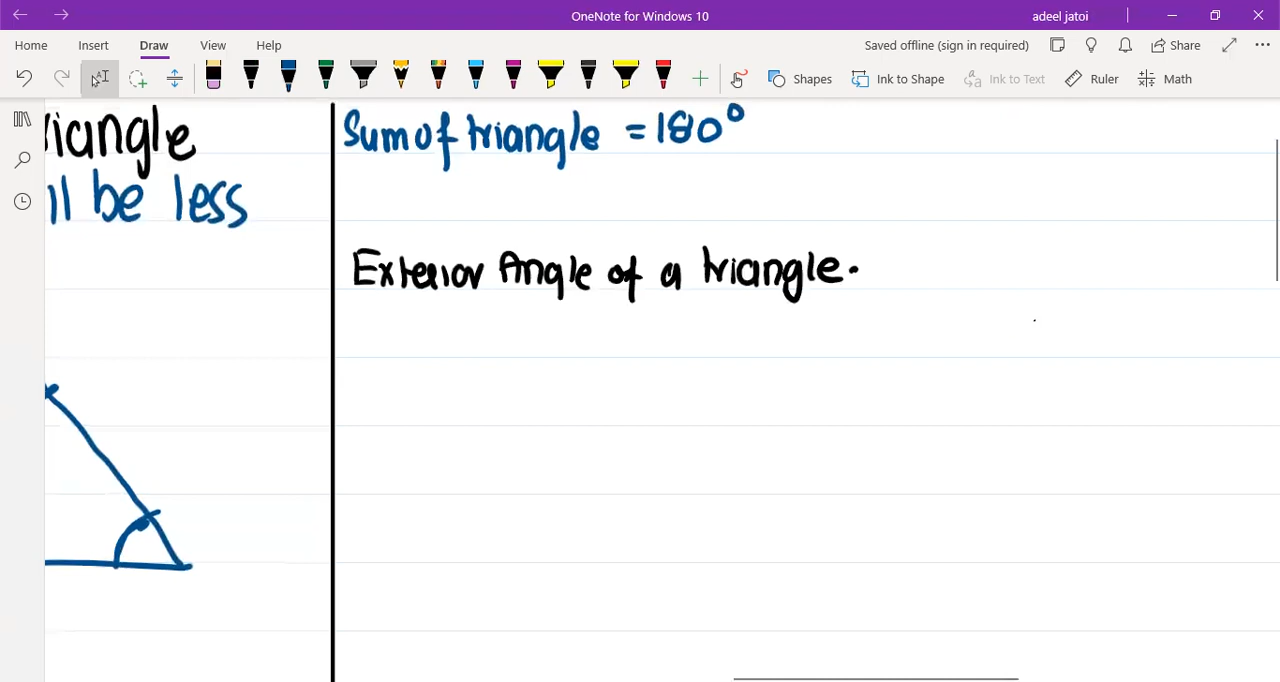 OneNote for Windows 10
adeel jatoi
Home Insert Draw View Help
Saved offline (sign in required)
Share
Shapes
Ink to Shape
Ink to Text
Ruler
Math
iangle
ll be less
Sum of triangle = 180°
Exterior Angle of a triangle.